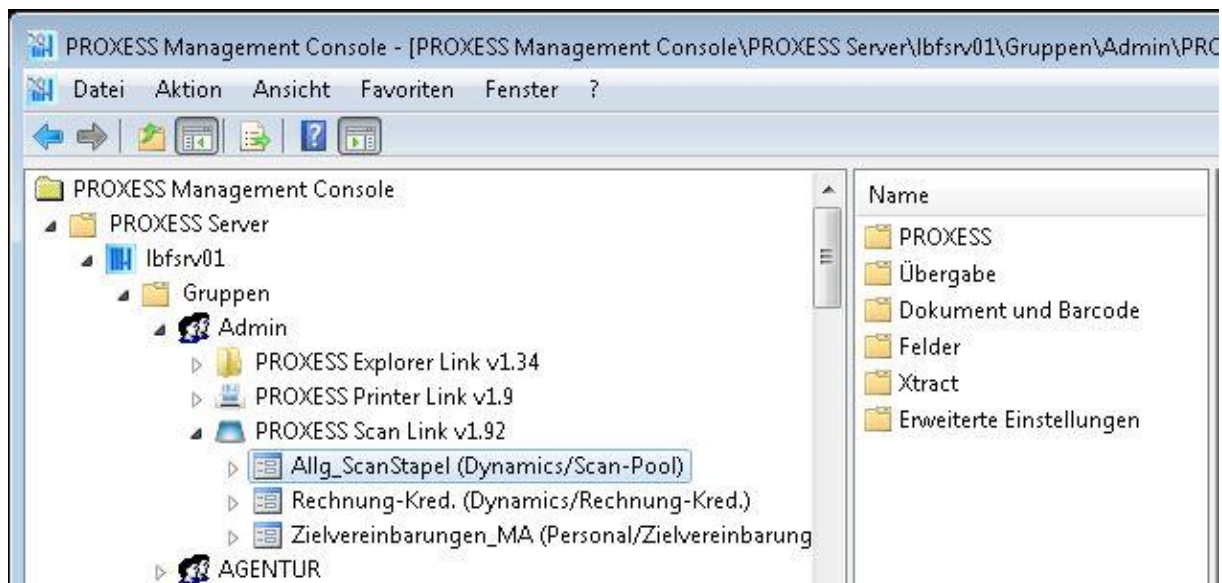 PROXESS Management Console - [PROXESS Management Console\PROXESS Server\lbfsrv01\Gruppen\Admin\PRO
Datei Aktion Ansicht Favoriten Fenster ?
PROXESS Management Console
PROXESS Server
lbfsrv01
Gruppen
Admin
PROXESS Explorer Link v1.34
PROXESS Printer Link v1.9
PROXESS Scan Link v1.92
Allg_ScanStapel (Dynamics/Scan-Pool)
Rechnung-Kred. (Dynamics/Rechnung-Kred.)
Zielvereinbarungen_MA (Personal/Zielvereinbarung
AGENTUR
Name
PROXESS
Übergabe
Dokument und Barcode
Felder
Xtract
Erweiterte Einstellungen